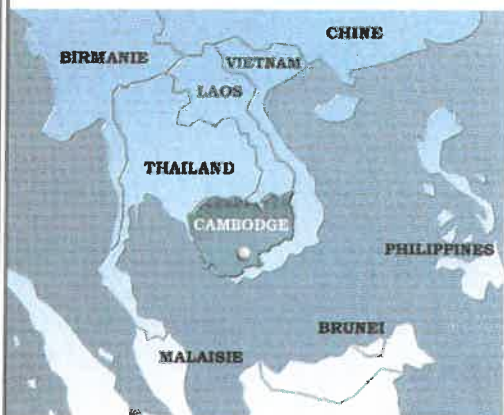 CHINE
BIRMANIE
VIETNAM
LAOS
THAILAND
CAMBODGE
PHILIPPINES
BRUNEI
MALAISIE